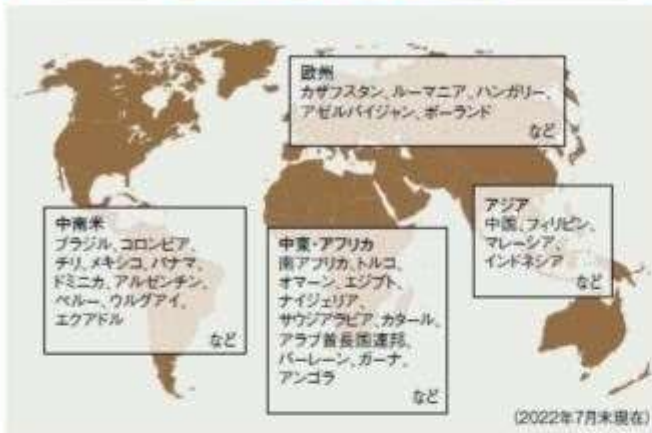 欧州
カザフスタン、ルーマニア、ハンガリー、
アゼルバイジャン、ポーランド
など
中南米
ブラジル、コロンビア、
チリ、メキシコ、パナマ、
ドミニカ、アルゼンチン、
ペルー、ウルグアイ、
エクアドル
など
中東・アフリカ
南アフリカ、トルコ、
オマーン、エジプト、
ナイジェリア、
サウジアラビア、カタール、
アラブ首長国連邦、
バーレーン、ガーナ、
アンゴラ
など
アジア
中国、フィリピン、
マレーシア、
インドネシア
など
(2022年7月末現在)